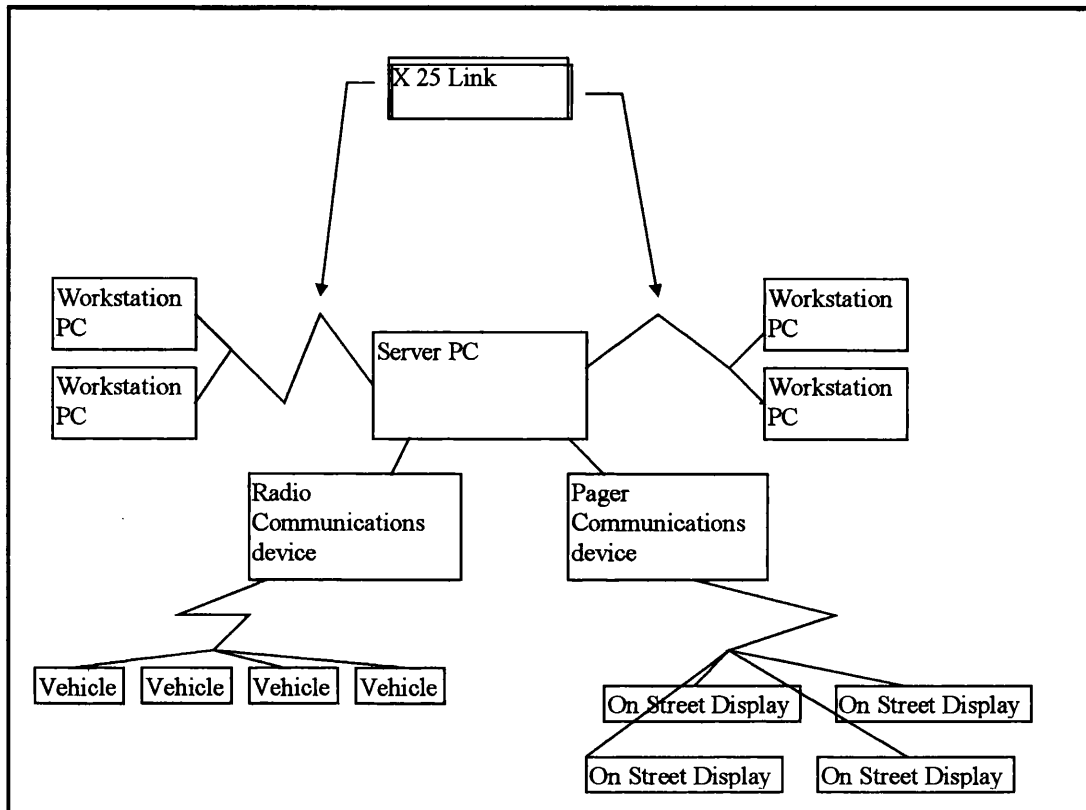 X 25 Link
Workstation
PC
Workstation
PC
Server PC
Workstation
PC
Workstation
PC
Radio
Communications
device
Pager
Communications
device
Vehicle
Vehicle
Vehicle
Vehicle
On Street Display
On Street Display
On Street Display
On Street Display